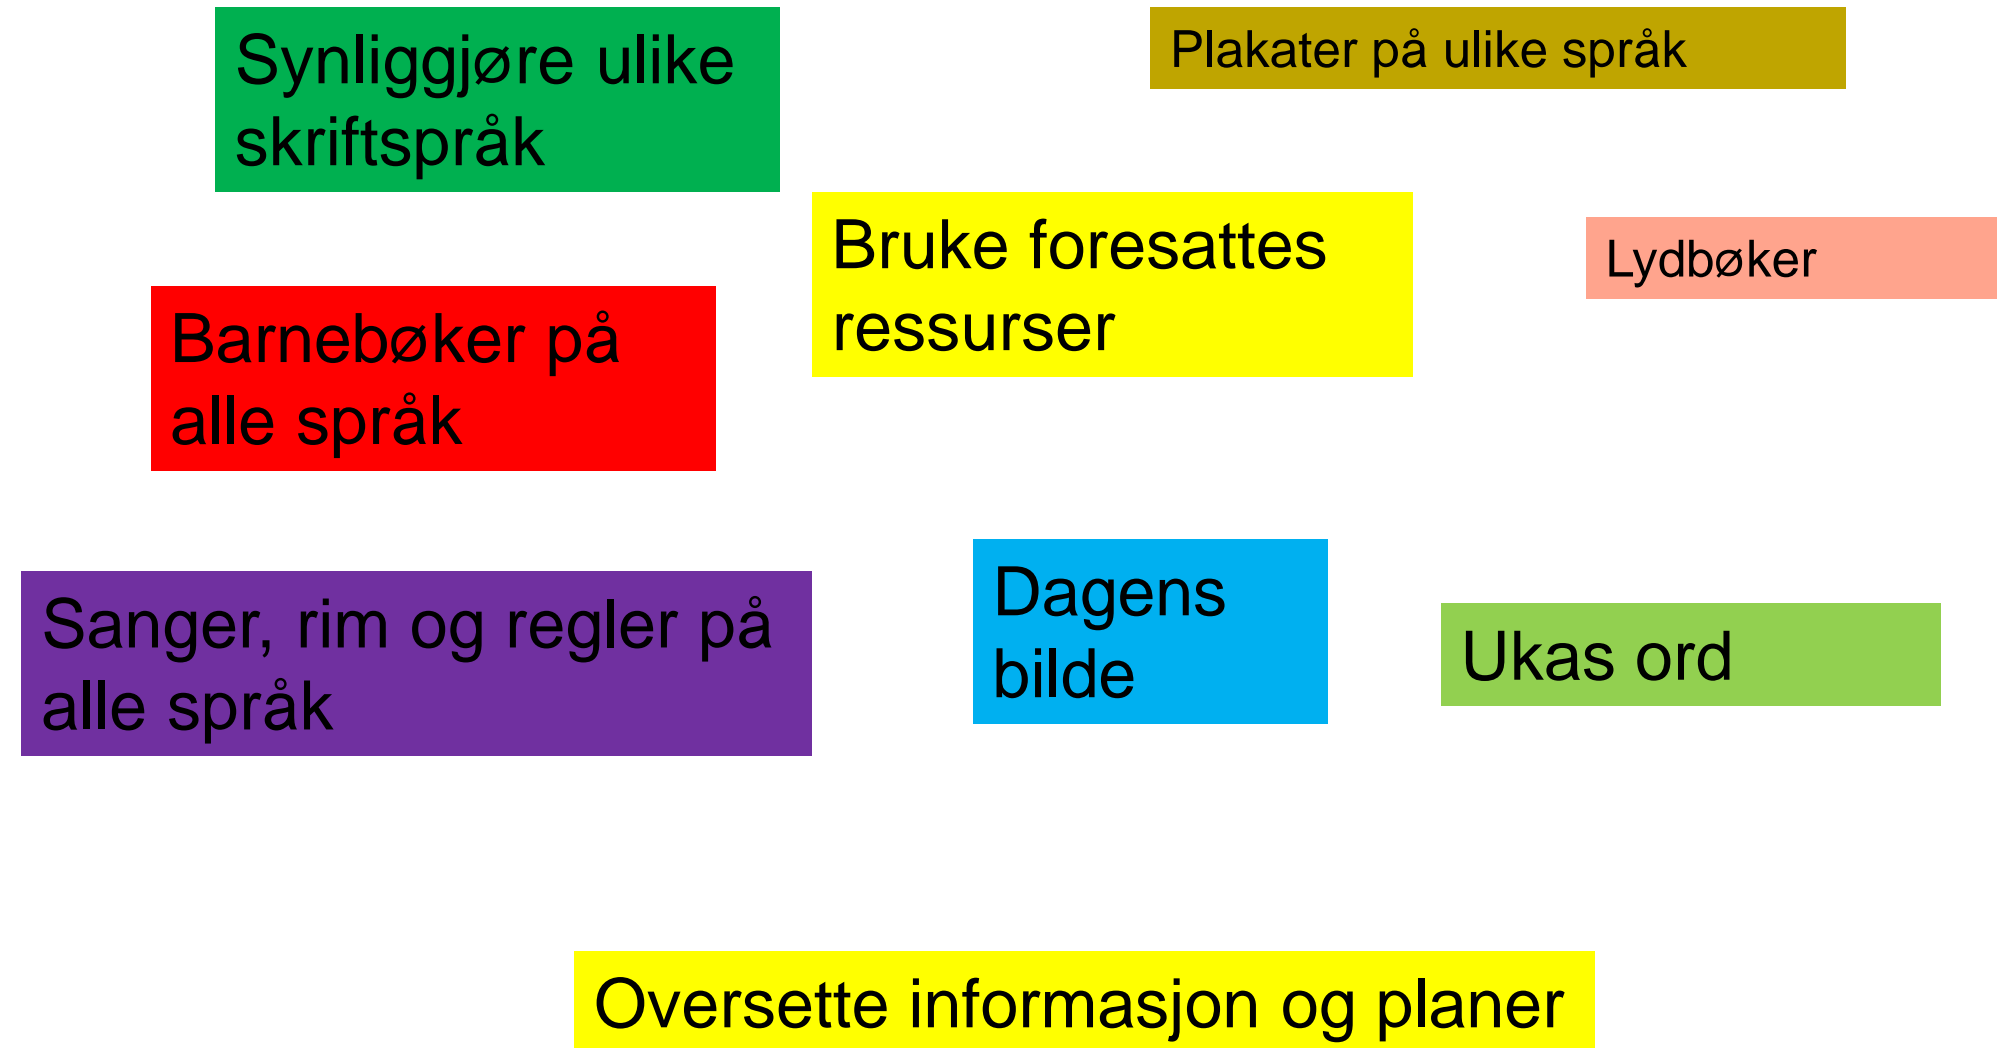 Synliggjøre ulike
skriftspråk
Plakater på ulike språk
Bruke foresattes
ressurser
Lydbøker
Barnebøker på
alle språk
Sanger, rim og regler på
alle språk
Dagens
bilde
Ukas ord
Oversette informasjon og planer